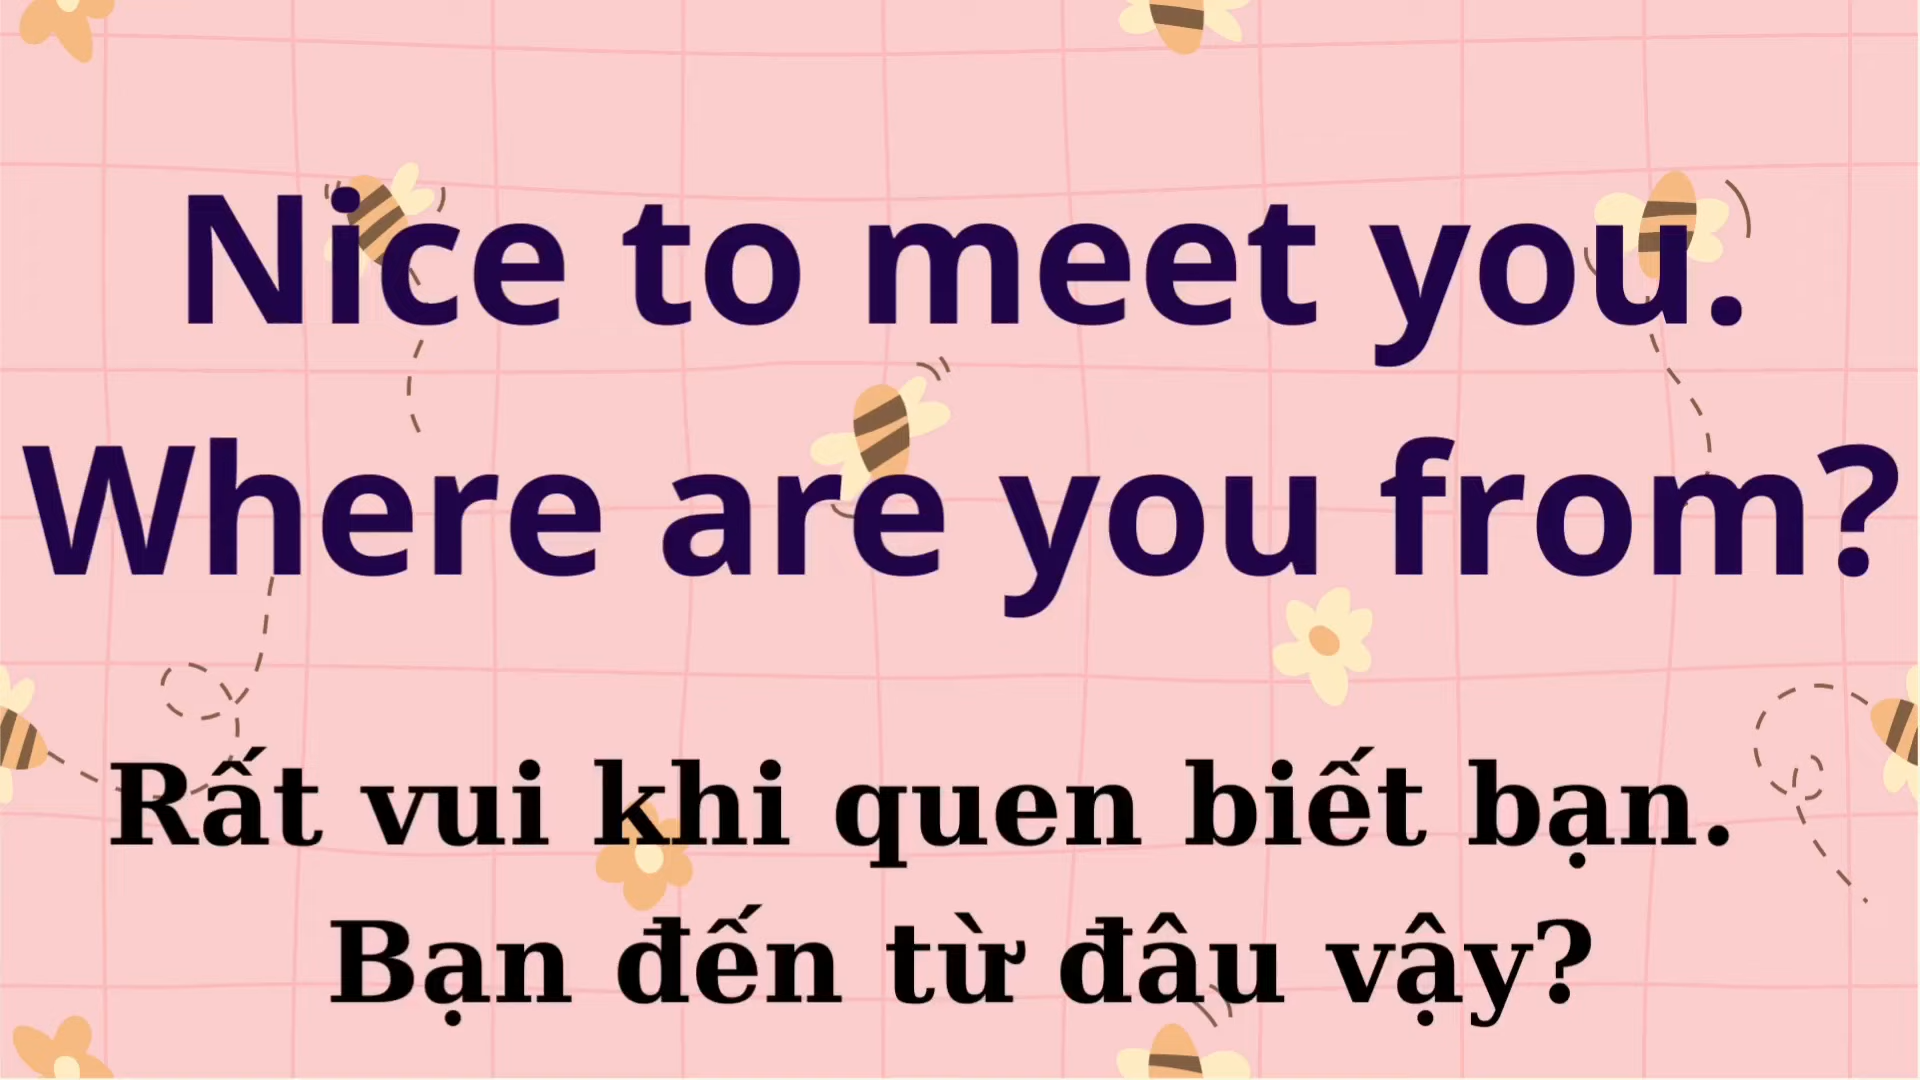 Nice to meet you.
Where are you from?
Rất vui khi quen biết bạn.
Bạn đến từ đâu vậy?